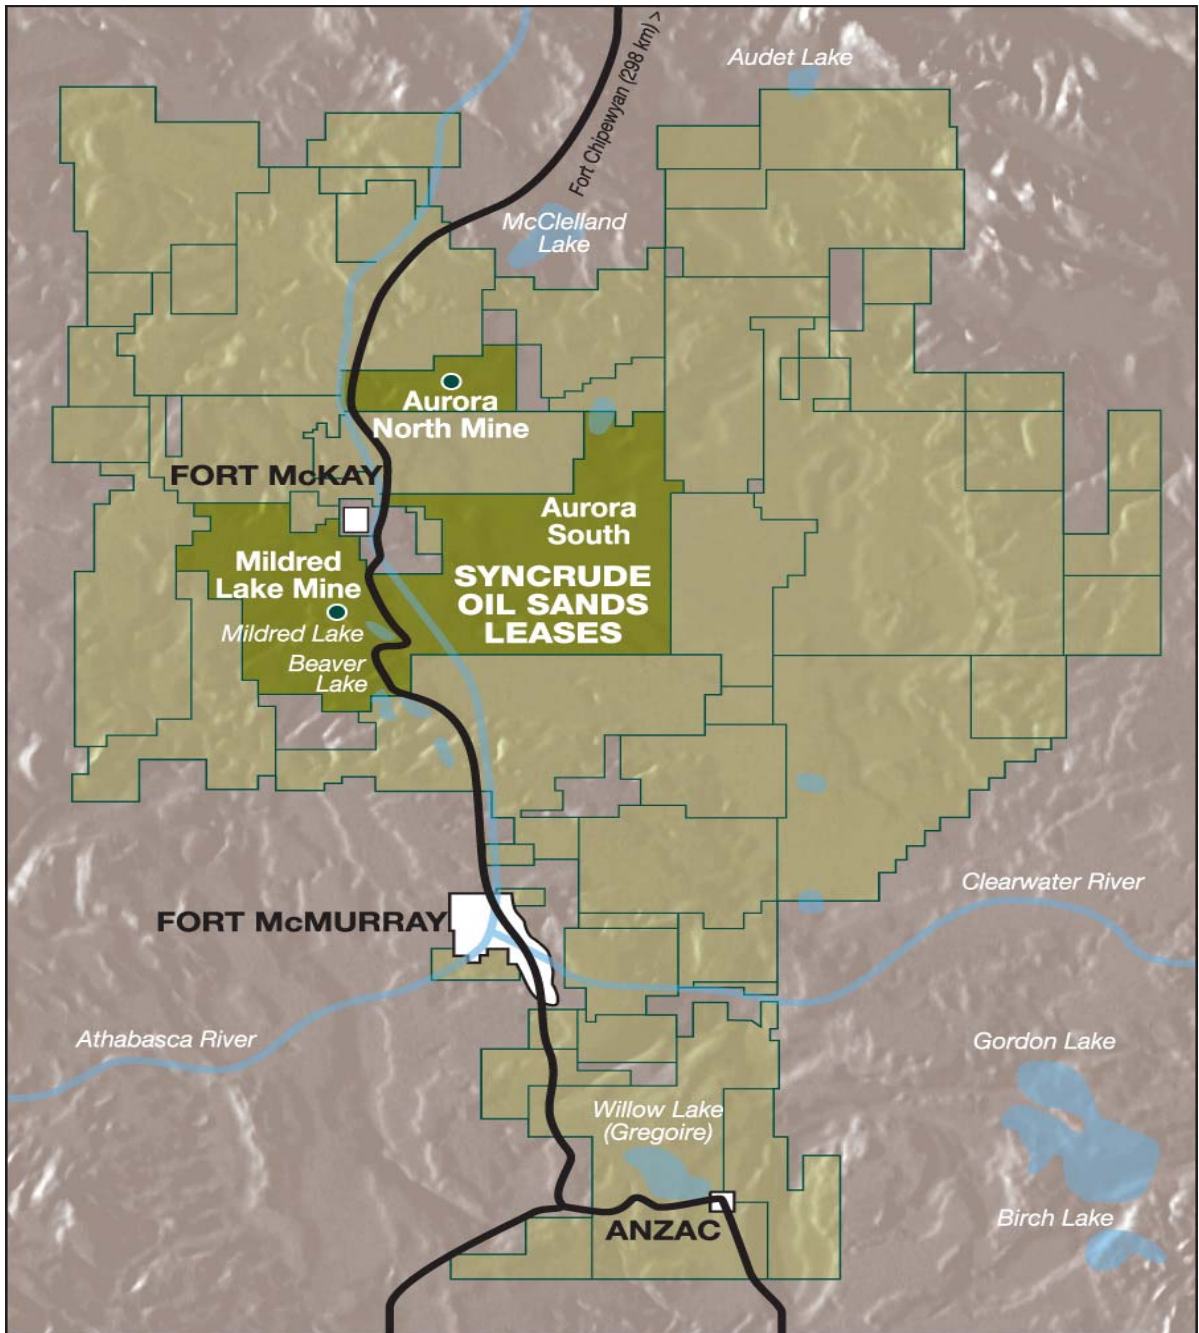 Audet Lake
Fort Chipewyan (298 km) >
McClelland
Lake
Aurora
North Mine
FORT McKAY
Aurora
South
Mildred
Lake Mine
SYNCRUDE
OIL SANDS
LEASES
Mildred Lake
Beaver
Lake
Clearwater River
FORT McMURRAY
Athabasca River
Gordon Lake
Willow Lake
(Gregoire)
Birch Lake
ANZAC